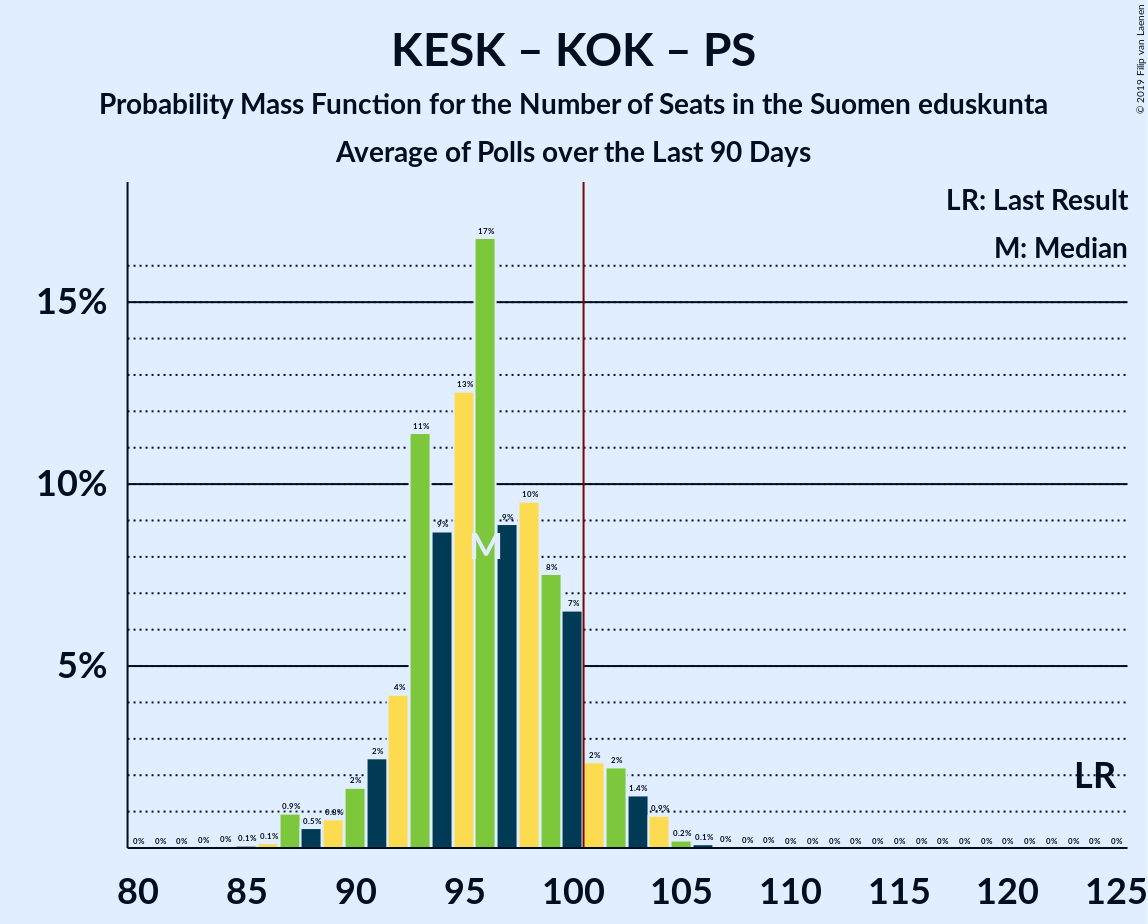 KESK – KOK – PS
Probability Mass Function for the Number of Seats in the Suomen eduskunta
Average of Polls over the Last 90 Days
© 2019 Filip van Laenen
LR: Last Result
M: Median
15%
10%
5%
0% 0% 0% 0% 0% 0.1% 0.1% 0.9% 0.5% 0.8% 2% 2% 4% 11% 9% 13% 17% 9% 10% 8% 7% 2% 2% 1.4% 0.9% 0.2% 0.1% 0% 0% 0% 0% 0% 0% 0% 0% 0% 0% 0% 0% 0% 0% 0% 0% 0% 0% 0%
M
LR
80 85 90 95 100 105 110 115 120 125